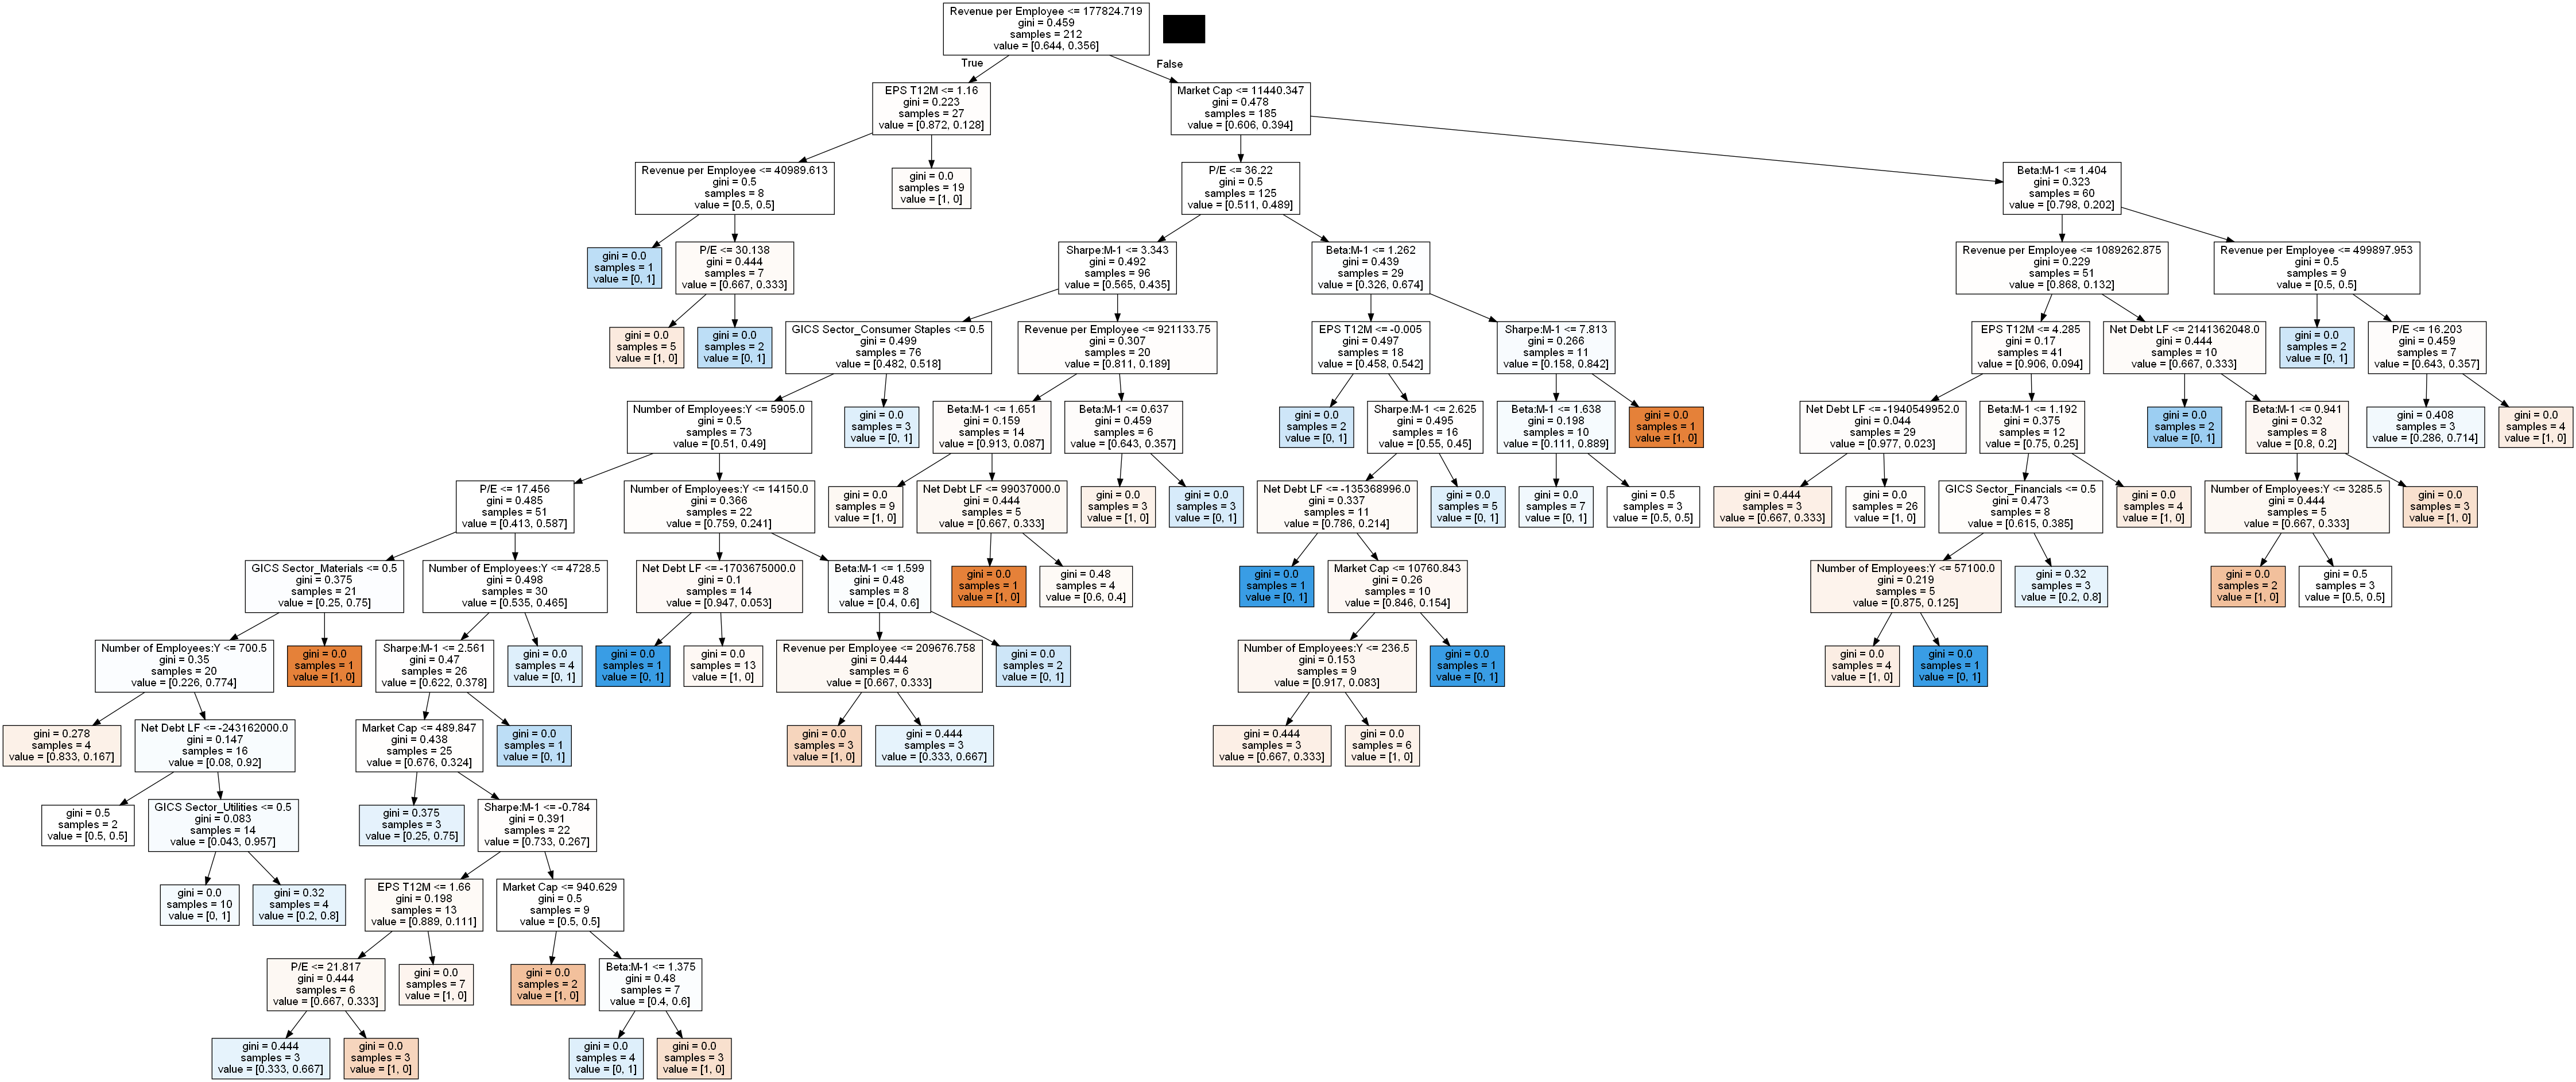 Revenue per Employee <= 177824.719
gini = 0.459
samples = 212
value = [0.644, 0.356]
True
False
EPS T12M <= 1.16
gini = 0.223
samples = 27
value = [0.872, 0.128]
Market Cap <= 11440.347
gini = 0.478
samples = 185
value = [0.606, 0.394]
Revenue per Employee <= 40989.613
gini = 0.5
samples = 8
value = [0.5, 0.5]
gini = 0.0
samples = 19
value = [1, 0]
P/E <= 36.22
gini = 0.5
samples = 125
value = [0.511, 0.489]
Beta:M-1 <= 1.404
gini = 0.323
samples = 60
value = [0.798, 0.202]
gini = 0.0
samples = 1
value = [0, 1]
P/E <= 30.138
gini = 0.444
samples = 7
value = [0.667, 0.333]
Sharpe:M-1 <= 3.343
gini = 0.492
samples = 96
value = [0.565, 0.435]
Beta:M-1 <= 1.262
gini = 0.439
samples = 29
value = [0.326, 0.674]
Revenue per Employee <= 1089262.875
gini = 0.229
samples = 51
value = [0.868, 0.132]
Revenue per Employee <= 499897.953
gini = 0.5
samples = 9
value = [0.5, 0.5]
gini = 0.0
samples = 5
value = [1, 0]
gini = 0.0
samples = 2
value = [0, 1]
GICS Sector_Consumer Staples <= 0.5
gini = 0.499
samples = 76
value = [0.482, 0.518]
Revenue per Employee <= 921133.75
gini = 0.307
samples = 20
value = [0.811, 0.189]
EPS T12M <= -0.005
gini = 0.497
samples = 18
value = [0.458, 0.542]
Sharpe:M-1 <= 7.813
gini = 0.266
samples = 11
value = [0.158, 0.842]
EPS T12M <= 4.285
gini = 0.17
samples = 41
value = [0.906, 0.094]
Net Debt LF <= 2141362048.0
gini = 0.444
samples = 10
value = [0.667, 0.333]
gini = 0.0
samples = 2
value = [0, 1]
P/E <= 16.203
gini = 0.459
samples = 7
value = [0.643, 0.357]
Number of Employees:Y <= 5905.0
gini = 0.5
samples = 73
value = [0.51, 0.49]
gini = 0.0
samples = 3
value = [0, 1]
Beta:M-1 <= 1.651
gini = 0.159
samples = 14
value = [0.913, 0.087]
Beta:M-1 <= 0.637
gini = 0.459
samples = 6
value = [0.643, 0.357]
gini = 0.0
samples = 2
value = [0, 1]
Sharpe:M-1 <= 2.625
gini = 0.495
samples = 16
value = [0.55, 0.45]
Beta:M-1 <= 1.638
gini = 0.198
samples = 10
value = [0.111, 0.889]
gini = 0.0
samples = 1
value = [1, 0]
Net Debt LF <= -1940549952.0
gini = 0.044
samples = 29
value = [0.977, 0.023]
Beta:M-1 <= 1.192
gini = 0.375
samples = 12
value = [0.75, 0.25]
gini = 0.0
samples = 2
value = [0, 1]
Beta:M-1 <= 0.941
gini = 0.32
samples = 8
value = [0.8, 0.2]
gini = 0.408
samples = 3
value = [0.286, 0.714]
gini = 0.0
samples = 4
value = [1, 0]
P/E <= 17.456
gini = 0.485
samples = 51
value = [0.413, 0.587]
Number of Employees:Y <= 14150.0
gini = 0.366
samples = 22
value = [0.759, 0.241]
gini = 0.0
samples = 9
value = [1, 0]
Net Debt LF <= 99037000.0
gini = 0.444
samples = 5
value = [0.667, 0.333]
gini = 0.0
samples = 3
value = [1, 0]
gini = 0.0
samples = 3
value = [0, 1]
Net Debt LF <= -135368996.0
gini = 0.337
samples = 11
value = [0.786, 0.214]
gini = 0.0
samples = 5
value = [0, 1]
gini = 0.0
samples = 7
value = [0, 1]
gini = 0.5
samples = 3
value = [0.5, 0.5]
gini = 0.444
samples = 3
value = [0.667, 0.333]
gini = 0.0
samples = 26
value = [1, 0]
GICS Sector_Financials <= 0.5
gini = 0.473
samples = 8
value = [0.615, 0.385]
gini = 0.0
samples = 4
value = [1, 0]
Number of Employees:Y <= 3285.5
gini = 0.444
samples = 5
value = [0.667, 0.333]
gini = 0.0
samples = 3
value = [1, 0]
GICS Sector_Materials <= 0.5
gini = 0.375
samples = 21
value = [0.25, 0.75]
Number of Employees:Y <= 4728.5
gini = 0.498
samples = 30
value = [0.535, 0.465]
Net Debt LF <= -1703675000.0
gini = 0.1
samples = 14
value = [0.947, 0.053]
Beta:M-1 <= 1.599
gini = 0.48
samples = 8
value = [0.4, 0.6]
gini = 0.0
samples = 1
value = [1, 0]
gini = 0.48
samples = 4
value = [0.6, 0.4]
gini = 0.0
samples = 1
value = [0, 1]
Market Cap <= 10760.843
gini = 0.26
samples = 10
value = [0.846, 0.154]
Number of Employees:Y <= 57100.0
gini = 0.219
samples = 5
value = [0.875, 0.125]
gini = 0.32
samples = 3
value = [0.2, 0.8]
gini = 0.0
samples = 2
value = [1, 0]
gini = 0.5
samples = 3
value = [0.5, 0.5]
Number of Employees:Y <= 700.5
gini = 0.35
samples = 20
value = [0.226, 0.774]
gini = 0.0
samples = 1
value = [1, 0]
Sharpe:M-1 <= 2.561
gini = 0.47
samples = 26
value = [0.622, 0.378]
gini = 0.0
samples = 4
value = [0, 1]
gini = 0.0
samples = 1
value = [0, 1]
gini = 0.0
samples = 13
value = [1, 0]
Revenue per Employee <= 209676.758
gini = 0.444
samples = 6
value = [0.667, 0.333]
gini = 0.0
samples = 2
value = [0, 1]
Number of Employees:Y <= 236.5
gini = 0.153
samples = 9
value = [0.917, 0.083]
gini = 0.0
samples = 1
value = [0, 1]
gini = 0.0
samples = 4
value = [1, 0]
gini = 0.0
samples = 1
value = [0, 1]
gini = 0.278
samples = 4
value = [0.833, 0.167]
Net Debt LF <= -243162000.0
gini = 0.147
samples = 16
value = [0.08, 0.92]
Market Cap <= 489.847
gini = 0.438
samples = 25
value = [0.676, 0.324]
gini = 0.0
samples = 1
value = [0, 1]
gini = 0.0
samples = 3
value = [1, 0]
gini = 0.444
samples = 3
value = [0.333, 0.667]
gini = 0.444
samples = 3
value = [0.667, 0.333]
gini = 0.0
samples = 6
value = [1, 0]
gini = 0.5
samples = 2
value = [0.5, 0.5]
GICS Sector_Utilities <= 0.5
gini = 0.083
samples = 14
value = [0.043, 0.957]
gini = 0.375
samples = 3
value = [0.25, 0.75]
Sharpe:M-1 <= -0.784
gini = 0.391
samples = 22
value = [0.733, 0.267]
gini = 0.0
samples = 10
value = [0, 1]
gini = 0.32
samples = 4
value = [0.2, 0.8]
EPS T12M <= 1.66
gini = 0.198
samples = 13
value = [0.889, 0.111]
Market Cap <= 940.629
gini = 0.5
samples = 9
value = [0.5, 0.5]
P/E <= 21.817
gini = 0.444
samples = 6
value = [0.667, 0.333]
gini = 0.0
samples = 7
value = [1, 0]
gini = 0.0
samples = 2
value = [1, 0]
Beta:M-1 <= 1.375
gini = 0.48
samples = 7
value = [0.4, 0.6]
gini = 0.444
samples = 3
value = [0.333, 0.667]
gini = 0.0
samples = 3
value = [1, 0]
gini = 0.0
samples = 4
value = [0, 1]
gini = 0.0
samples = 3
value = [1, 0]